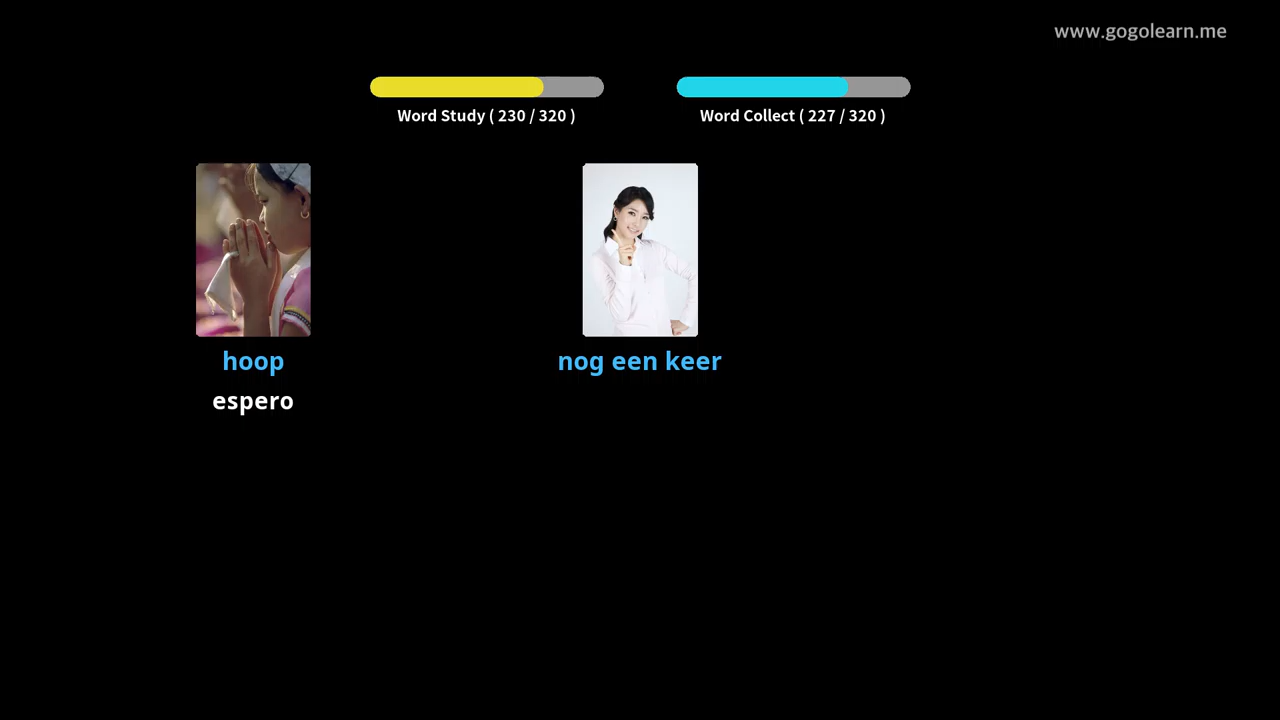 www.gogolearn.me
Word Study ( 230 / 320 )
Word Collect ( 227 / 320 )
hoop
nog een keer
espero